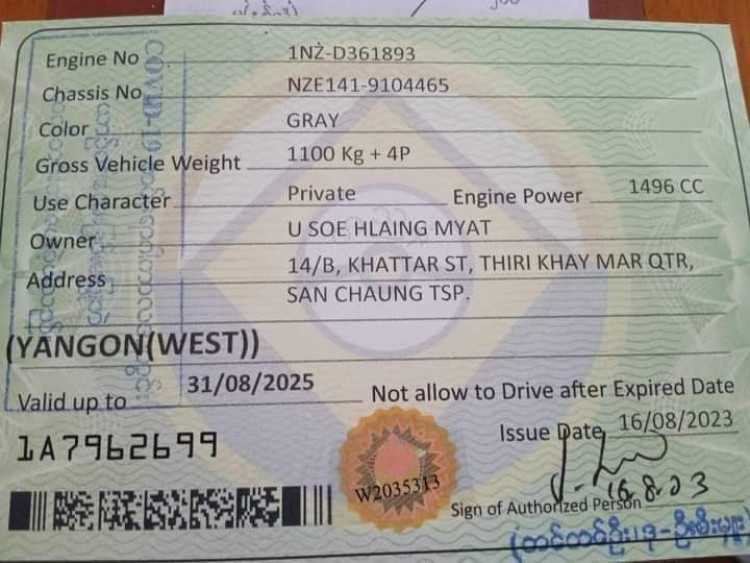 Engine No 1NZ-D361893
Chassis No NZE141-9104465
Color GRAY
Gross Vehicle Weight 1100 Kg + 4P
Use Character Private Engine Power 1496 CC
Owner U SOE HLAING MYAT
Address 14/B, KHATTAR ST, THIRI KHAY MAR QTR,
SAN CHAUNG TSP.
(YANGON(WEST))
Valid up to 31/08/2025 Not allow to Drive after Expired Date
Issue Date 16/08/2023
1A7962699
W2035313
16.8.23
Sign of Authorized Person
COVID-19